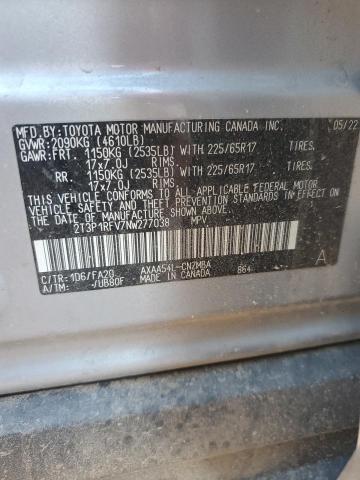 MFD.BY:TOYOTA MOTOR MANUFACTURING CANADA INC. 05/22
GVWR:2090KG (4610LB)
GAWR:FRT. 1150KG (2535LB) WITH 225/65R17 TIRES.
17x7.0J RIMS.
RR. 1150KG (2535LB) WITH 225/65R17 TIRES.
17x7.0J RIMS.
THIS VEHICLE CONFORMS TO ALL APPLICABLE FEDERAL MOTOR
VEHICLE SAFETY AND BUMPER STANDARDS IN EFFECT ON
THE DATE OF MANUFACTURE SHOWN ABOVE.
2T3P1RFV7NW277038 MPV
C/TR:1D6/FA20 AXAA54L-CNZMBA 864 A
A/TM: -/UB80F MADE IN CANADA